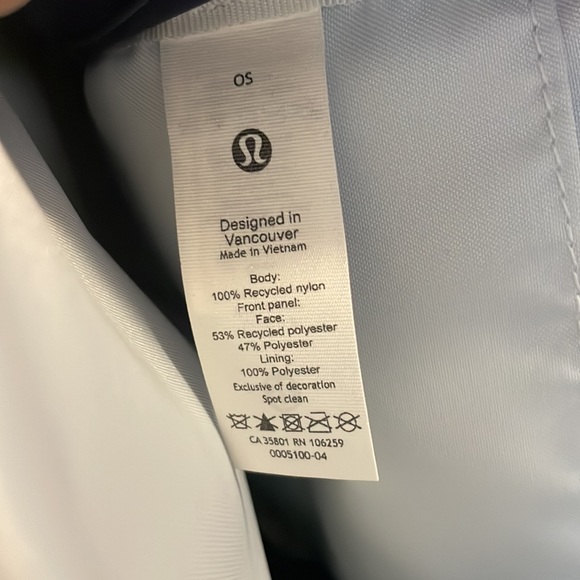 OS
Designed in
Vancouver
Made in Vietnam
Body:
100% Recycled nylon
Front panel:
Face:
53% Recycled polyester
47% Polyester
Lining:
100% Polyester
Exclusive of decoration
Spot clean
CA 35801 RN 106259
0005100-04